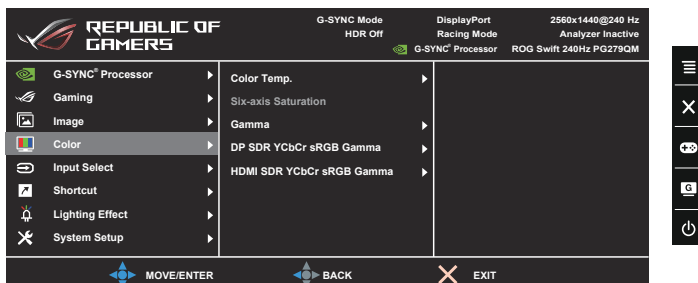 REPUBLIC OF
GAMERS
G-SYNC Mode
HDR Off
G-SYNC® Processor
DisplayPort
Racing Mode
2560x1440@240 Hz
Analyzer Inactive
ROG Swift 240Hz PG279QM
G-SYNC® Processor
Gaming
Image
Color
Input Select
Shortcut
Lighting Effect
System Setup
Color Temp.
Six-axis Saturation
Gamma
DP SDR YCbCr sRGB Gamma
HDMI SDR YCbCr sRGB Gamma
MOVE/ENTER
BACK
EXIT
G